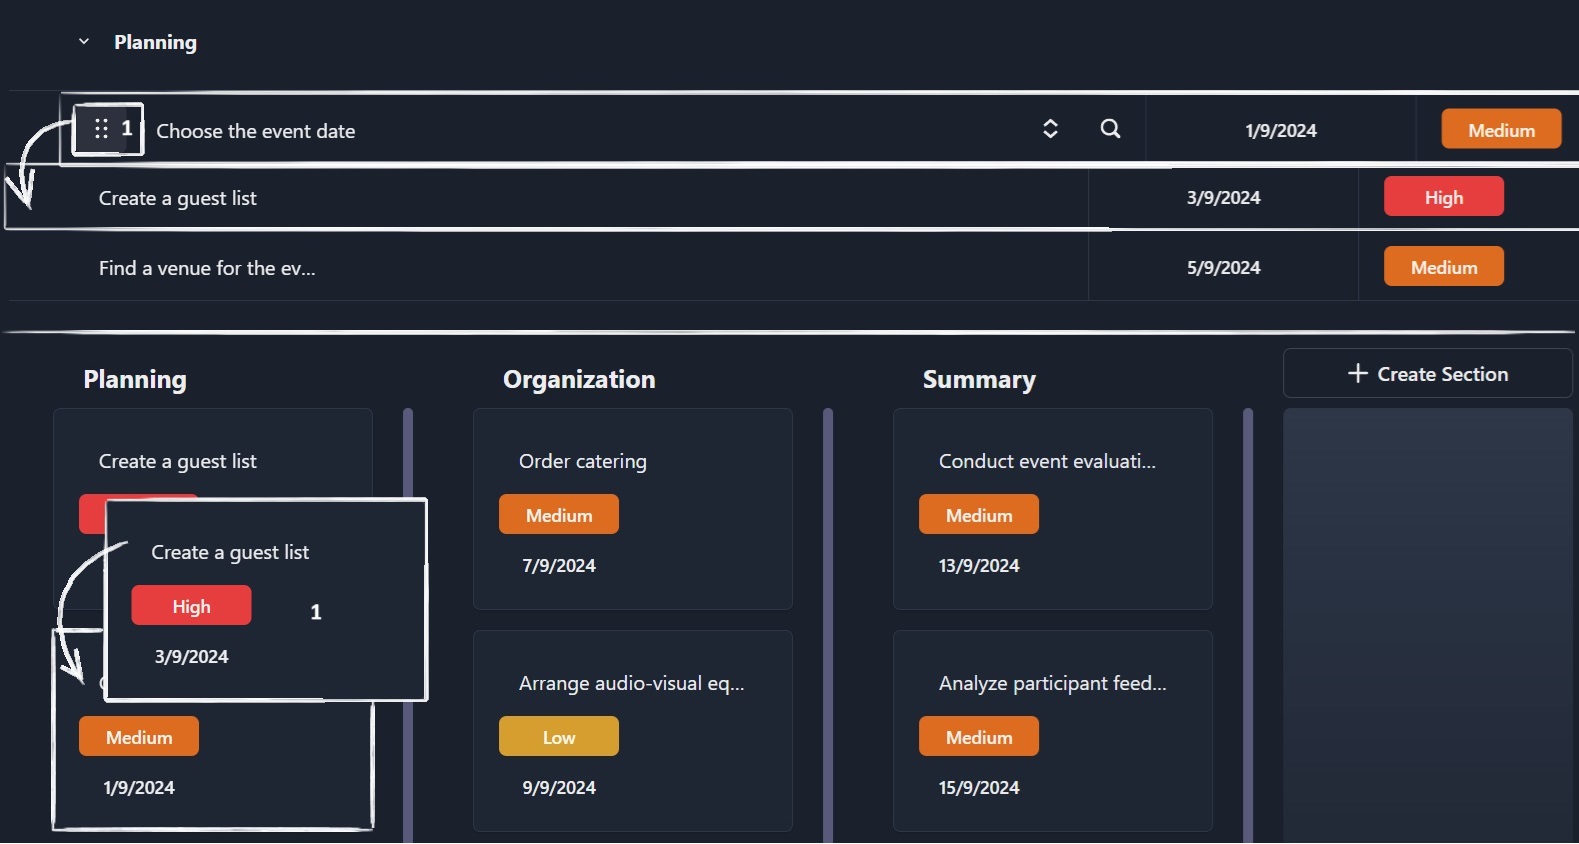 Planning
1 Choose the event date 1/9/2024 Medium
Create a guest list 3/9/2024 High
Find a venue for the ev... 5/9/2024 Medium
Planning Organization Summary + Create Section
Create a guest list Order catering Conduct event evaluati...
Medium Medium
Create a guest list 7/9/2024 13/9/2024
High 1
3/9/2024
Arrange audio-visual eq... Analyze participant feed...
Medium Low Medium
1/9/2024 9/9/2024 15/9/2024